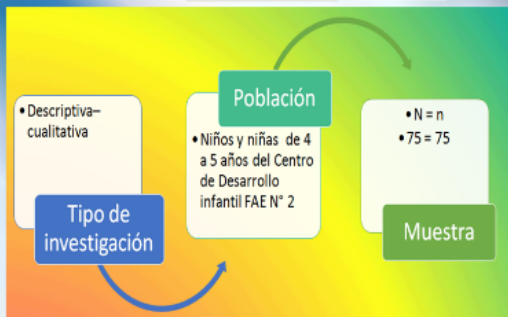 • Descriptiva–
cualitativa
Tipo de
investigación
Población
• Niños y niñas de 4
a 5 años del Centro
de Desarrollo
infantil FAE N° 2
• N = n
• 75 = 75
Muestra